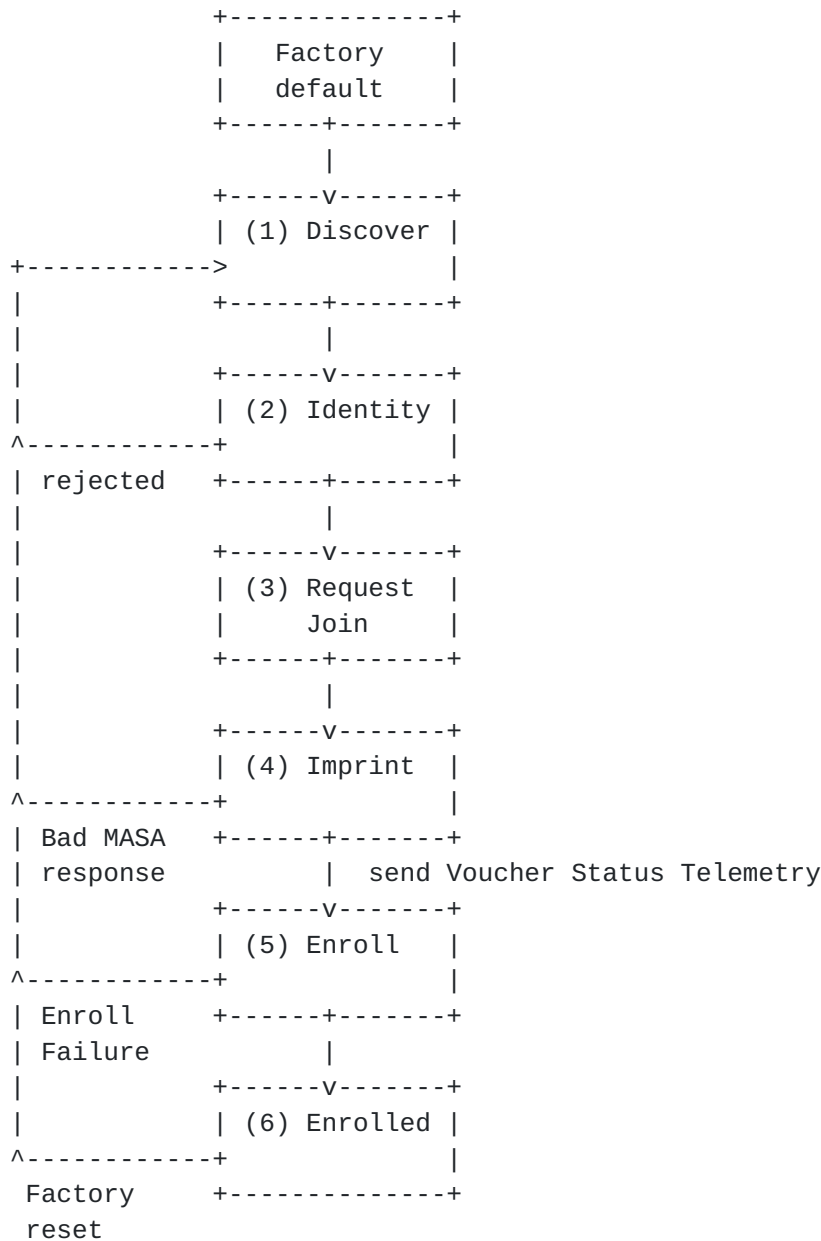 Factory
default
(1) Discover
(2) Identity
rejected
(3) Request
Join
(4) Imprint
Bad MASA
response
send Voucher Status Telemetry
(5) Enroll
Enroll
Failure
(6) Enrolled
Factory
reset